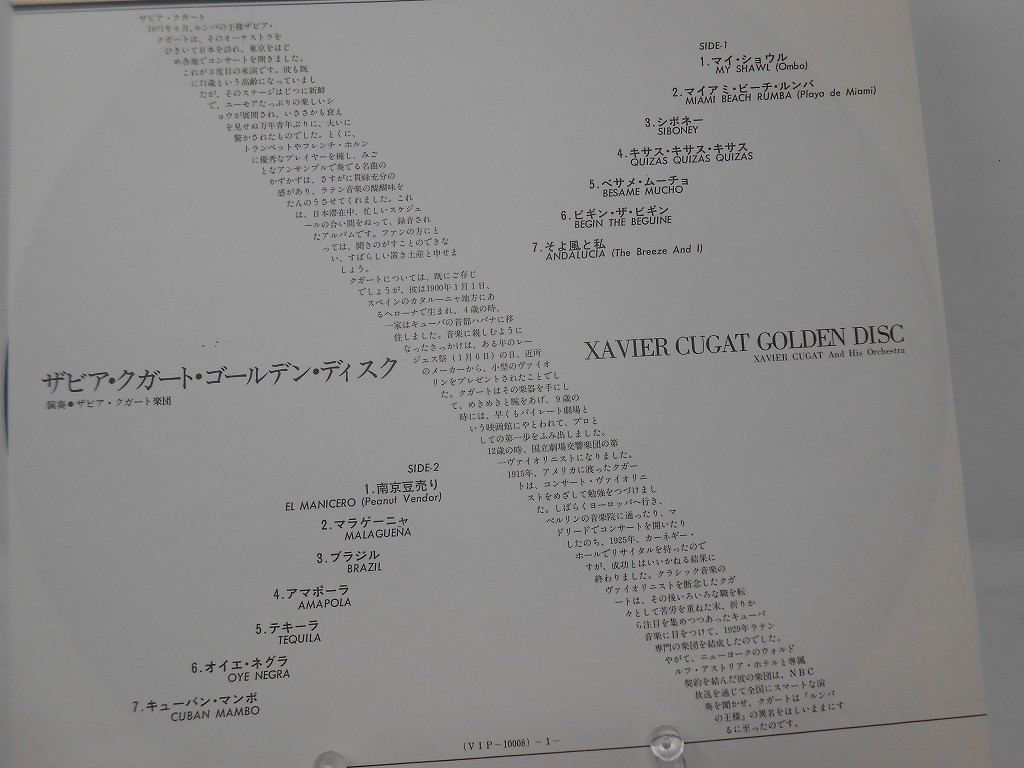 ザビア・クガート
1971年6月、ルンバの王様ザビア・
クガートは、そのオーケストラを
ひきいて日本を訪れ、東京をはじ
め各地でコンサートを開きました。
これが3度目の来演です。彼も既
に71歳という高齢になっていまし
たが、そのステージはじつに新鮮
で、ユーモアたっぷりの楽しいシ
ョウが展開され、いささかも衰え
を見せぬ万年青年ぶりに、大いに
驚かされたものでした。とくに、
トランペットやフレンチ・ホルン
に優秀なプレイヤーを擁し、みご
となアンサンブルで奏でる名曲の
かずかずは、さすがに貫禄充分の
感があり、ラテン音楽の醍醐味を
たんのうさせてくれました。これ
は、日本滞在中、忙しいスケジュ
ールの合い間をぬって、録音され
たアルバムです。ファンの方にと
っては、聞きのがすことのできな
い、すばらしい置き土産と申せま
しょう。
クガートについては、既にご存じ
でしょうが、彼は1900年1月1日、
スペインのカタルーニャ地方にあ
るヘローナで生まれ、4歳の時、
一家はキューバの首都ハバナに移
住しました。音楽に親しむように
なったきっかけは、ある年のレー
ジェス祭（1月6日）の日、近所
のメーカーから、小型のヴァイオ
リンをプレゼントされたことでし
た。クガートはその楽器を手にし
て、めきめきと腕をあげ、9歳の
時には、早くもパイレート劇場と
いう映画館にやとわれて、プロと
しての第一歩をふみ出しました。
12歳の時、国立劇場交響楽団の第
一ヴァイオリニストになりました。
1915年、アメリカに渡ったクガー
トは、コンサート・ヴァイオリニ
ストをめざして勉強をつづけまし
た。しばらくヨーロッパへ行き、
ベルリンの音楽院に通ったり、マ
ドリードでコンサートを開いたり
したのち、1925年、カーネギー・
ホールでリサイタルを持ったので
すが、成功とはいいかねる結果に
終わりました。クラシック音楽の
ヴァイオリニストを断念したクガ
ートは、その後いろいろな職を転
々として苦労を重ねた末、折りか
ら注目を集めつつあったキューバ
音楽に目をつけて、1929年ラテン
専門の楽団を結成したのでした。
やがて、ニューヨークのウォルド
ルフ・アストリア・ホテルと専属
契約を結んだ彼の楽団は、NBC
放送を通じて全国にスマートな演
奏を聞かせ、クガートは「ルンバ
の王様」の異名をほしいままにす
るに至ったのです。
SIDE-1
1.マイ・ショウル
MY SHAWL (Ombo)
2.マイアミ・ビーチ・ルンバ
MIAMI BEACH RUMBA (Playa de Miami)
3.シボネー
SIBONEY
4.キサス・キサス・キサス
QUIZAS QUIZAS QUIZAS
5.ベサメ・ムーチョ
BESAME MUCHO
6.ビギン・ザ・ビギン
BEGIN THE BEGUINE
7.そよ風と私
ANDALUCIA (The Breeze And I)
XAVIER CUGAT GOLDEN DISC
XAVIER CUGAT And His Orchestra
ザビア・クガート・ゴールデン・ディスク
演奏●ザビア・クガート楽団
SIDE-2
1.南京豆売り
EL MANICERO (Peanut Vendor)
2.マラゲーニャ
MALAGUENA
3.ブラジル
BRAZIL
4.アマポーラ
AMAPOLA
5.テキーラ
TEQUILA
6.オイエ・ネグラ
OYE NEGRA
7.キューバン・マンボ
CUBAN MAMBO
(VIP-10008)-1-